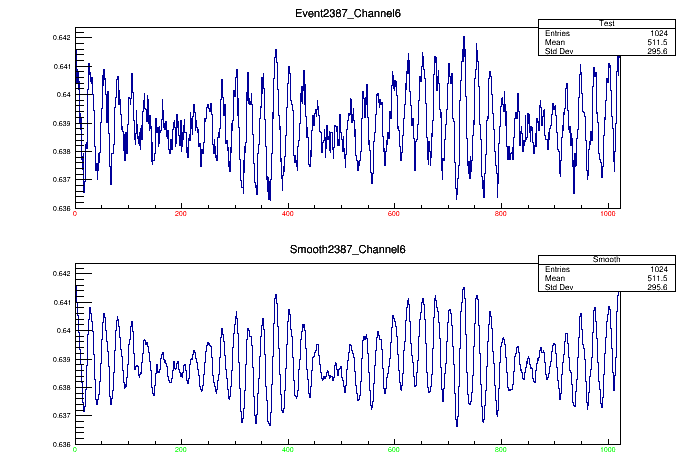 Event2387_Channel6
Test
Entries 1024
Mean 511.5
Std Dev 295.6
0.642
0.641
0.64
0.639
0.638
0.637
0.636
0 200 400 600 800 1000
Smooth2387_Channel6
Smooth
Entries 1024
Mean 511.5
Std Dev 295.6
0.642
0.641
0.64
0.639
0.638
0.637
0.636
0 200 400 600 800 1000